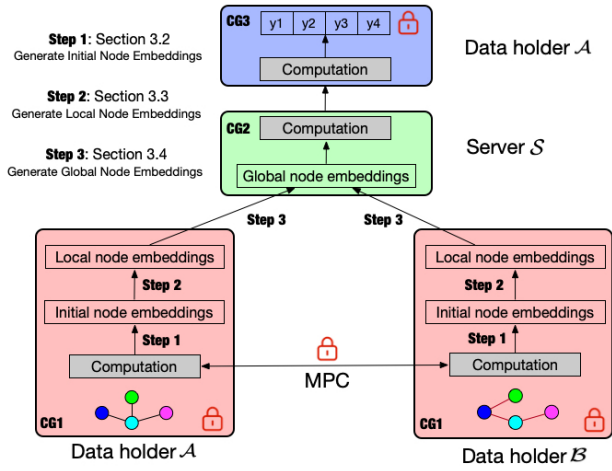 CG3
y1 y2 y3 y4
Computation
Data holder A
Step 1: Section 3.2
Generate Initial Node Embeddings
Step 2: Section 3.3
Generate Local Node Embeddings
Step 3: Section 3.4
Generate Global Node Embeddings
CG2
Computation
Global node embeddings
Server S
Step 3
Step 3
Local node embeddings
Step 2
Initial node embeddings
Step 1
Computation
CG1
Data holder A
MPC
Local node embeddings
Step 2
Initial node embeddings
Step 1
Computation
CG1
Data holder B